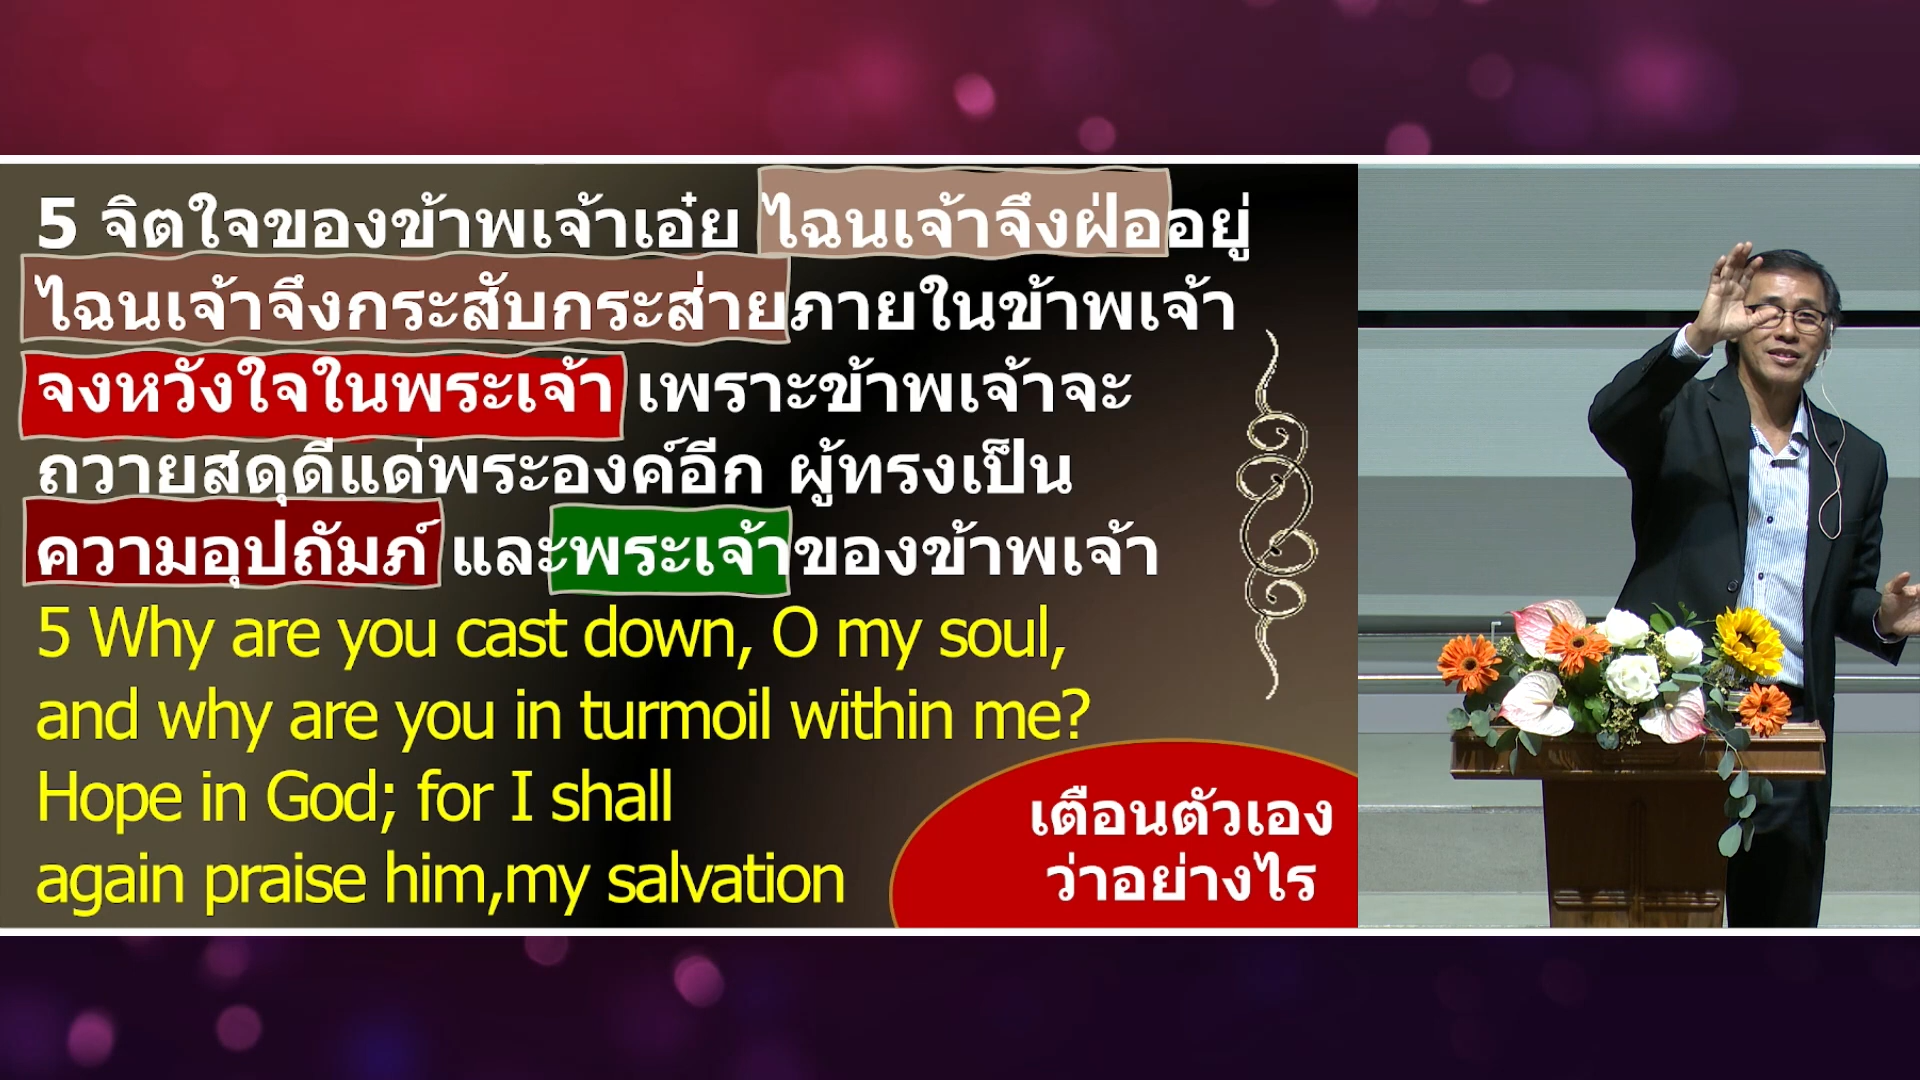 5 จิตใจของข้าพเจ้าเอ๋ย ไฉนเจ้าจึงฝ่ออยู่
ไฉนเจ้าจึงกระสับกระส่ายภายในข้าพเจ้า
จงหวังใจในพระเจ้า เพราะข้าพเจ้าจะ
ถวายสดุดีแด่พระองค์อีก ผู้ทรงเป็น
ความอุปถัมภ์ และพระเจ้าของข้าพเจ้า
5 Why are you cast down, O my soul,
and why are you in turmoil within me?
Hope in God; for I shall
again praise him,my salvation
เตือนตัวเอง
ว่าอย่างไร